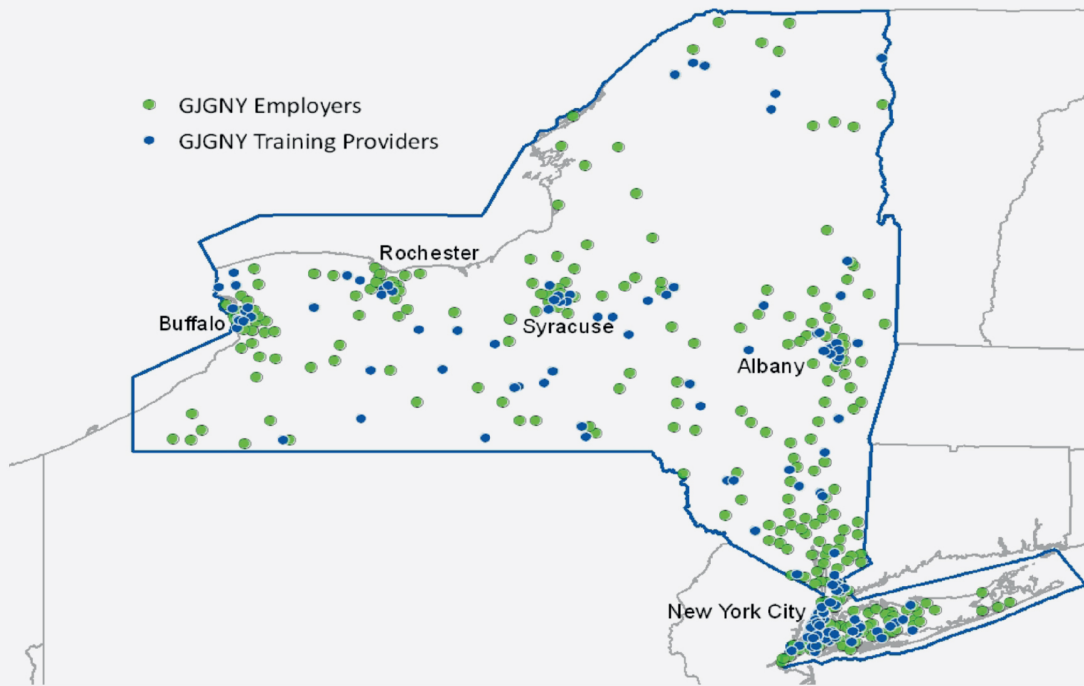 GJGNY Employers
GJGNY Training Providers
Rochester
Buffalo
Syracuse
Albany
New York City